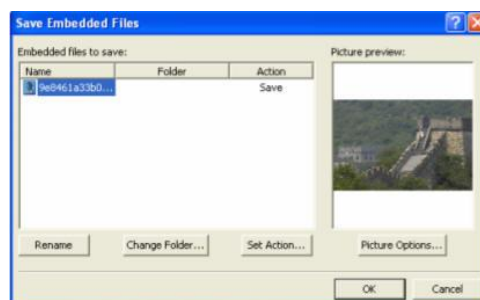 Save Embedded Files
Embedded files to save:
Picture preview:
Name Folder Action
9e8461a33b0... Save
Rename Change Folder... Set Action... Picture Options...
OK Cancel